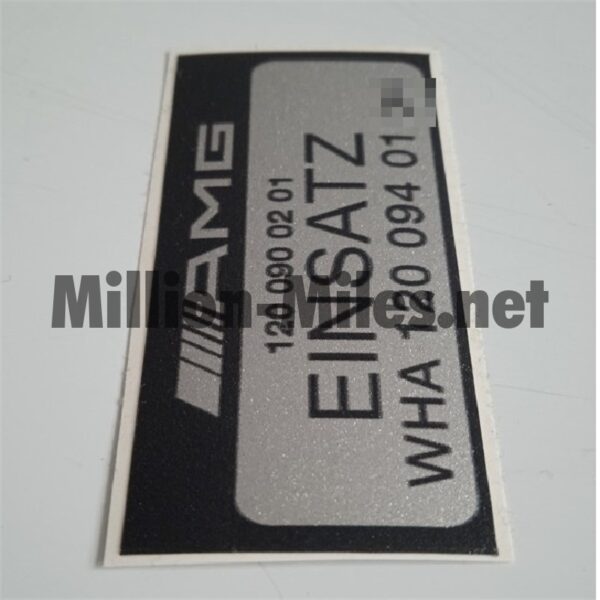 AMG
120 090 02 01
EINSATZ
WHA 120 094 01
Million-Miles.net